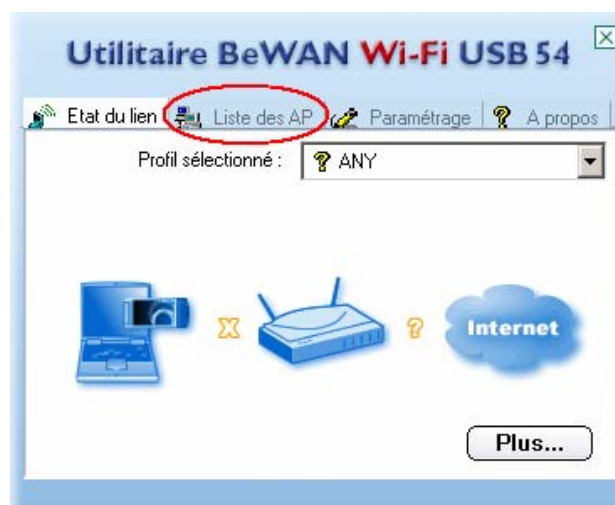 Utilitaire BeWAN Wi-Fi USB 54
Etat du lien Liste des AP Paramétrage ? A propos
Profil sélectionné : ? ANY
x ? Internet
Plus...